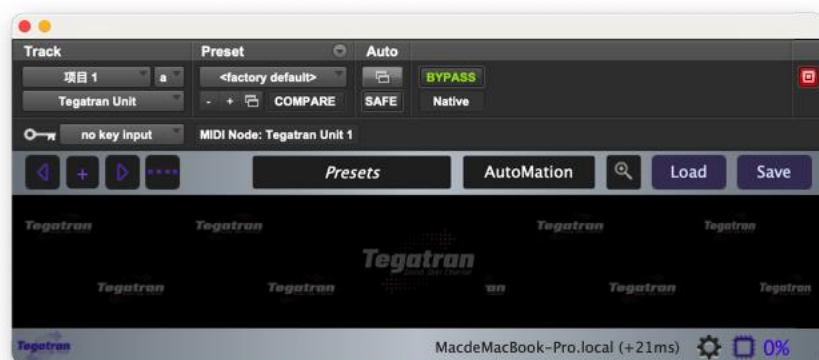 Track Preset Auto
项目 1 a <factory default> BYPASS
Tegatran Unit - + COMPARE SAFE Native
no key input MIDI Node: Tegatran Unit 1
+ Presets AutoMation Load Save
Tegatran Tegatran Tegatran Tegatran
Tegatran
Tegatran Tegatran an Tegatran Tegatran
Tegatran MacdeMacBook-Pro.local (+21ms) 0%